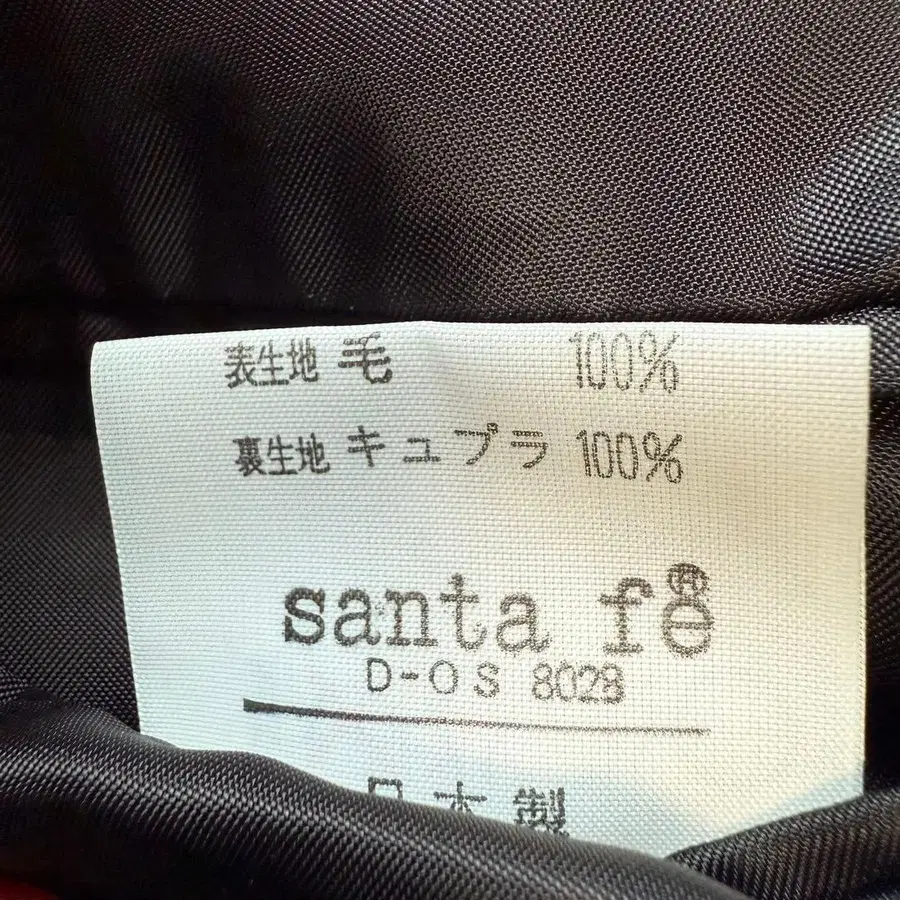 表生地 毛 100%
裏生地 キュプラ 100%
santa fe®
D-OS 8028
日本製